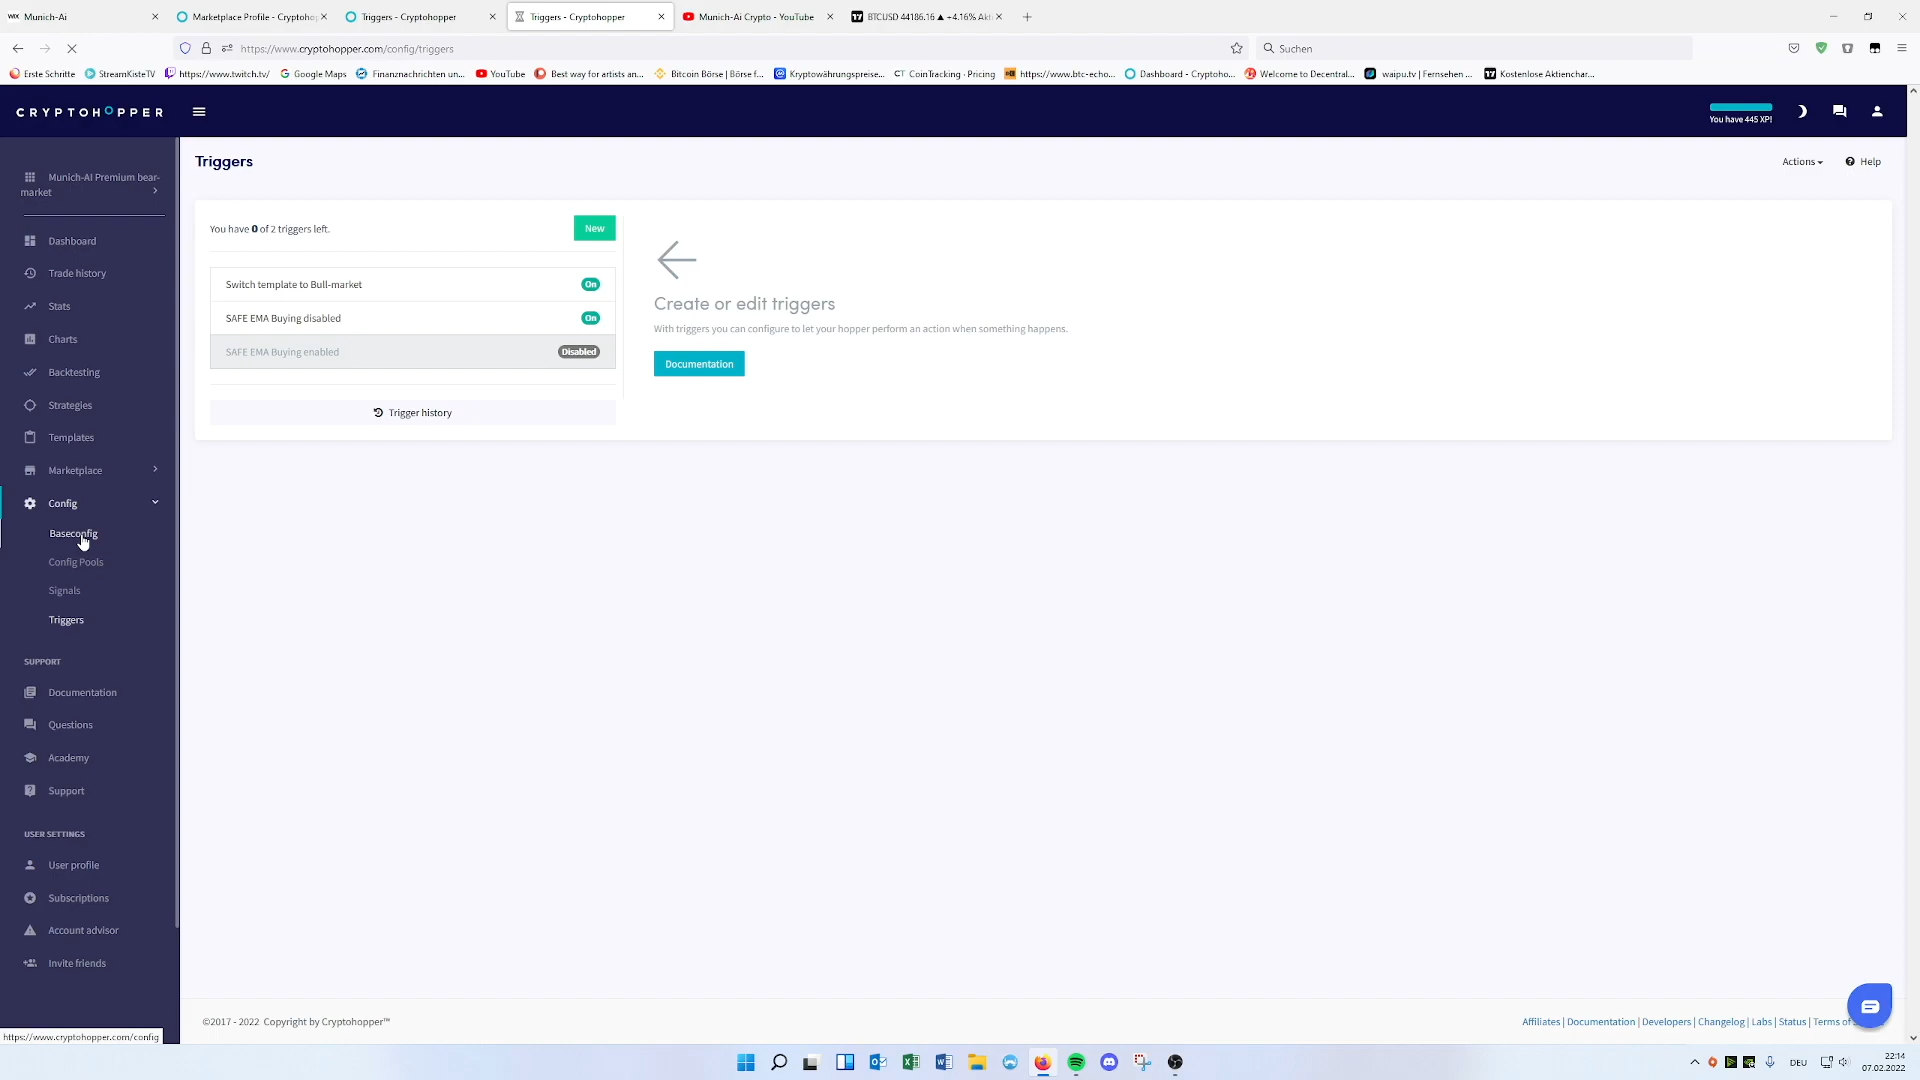 Munich-Ai
Marketplace Profile - Cryptohop
Triggers - Cryptohopper
Triggers - Cryptohopper
Munich-Ai Crypto - YouTube
BTCUSD 44186.16 ▲ +4.16% Akt
https://www.cryptohopper.com/config/triggers
Suchen
Erste Schritte
StreamKisteTV
https://www.twitch.tv/
Google Maps
Finanznachrichten un...
YouTube
Best way for artists an...
Bitcoin Börse | Börse f...
Kryptowährungspreise...
CoinTracking · Pricing
https://www.btc-echo...
Dashboard - Cryptoho...
Welcome to Decentral...
waipu.tv | Fernsehen ...
Kostenlose Aktienchar...
CRYPTOHOPPER
You have 445 XP!
Munich-AI Premium bear-
market
Dashboard
Trade history
Stats
Charts
Backtesting
Strategies
Templates
Marketplace
Config
Baseconfig
Config Pools
Signals
Triggers
SUPPORT
Documentation
Questions
Academy
Support
USER SETTINGS
User profile
Subscriptions
Account advisor
Invite friends
Triggers
Actions
Help
You have 0 of 2 triggers left.
New
Switch template to Bull-market
On
SAFE EMA Buying disabled
On
SAFE EMA Buying enabled
Disabled
Trigger history
Create or edit triggers
With triggers you can configure to let your hopper perform an action when something happens.
Documentation
©2017 - 2022 Copyright by Cryptohopper™
Affiliates | Documentation | Developers | Changelog | Labs | Status | Terms of
https://www.cryptohopper.com/config
DEU
22:14
07.02.2022